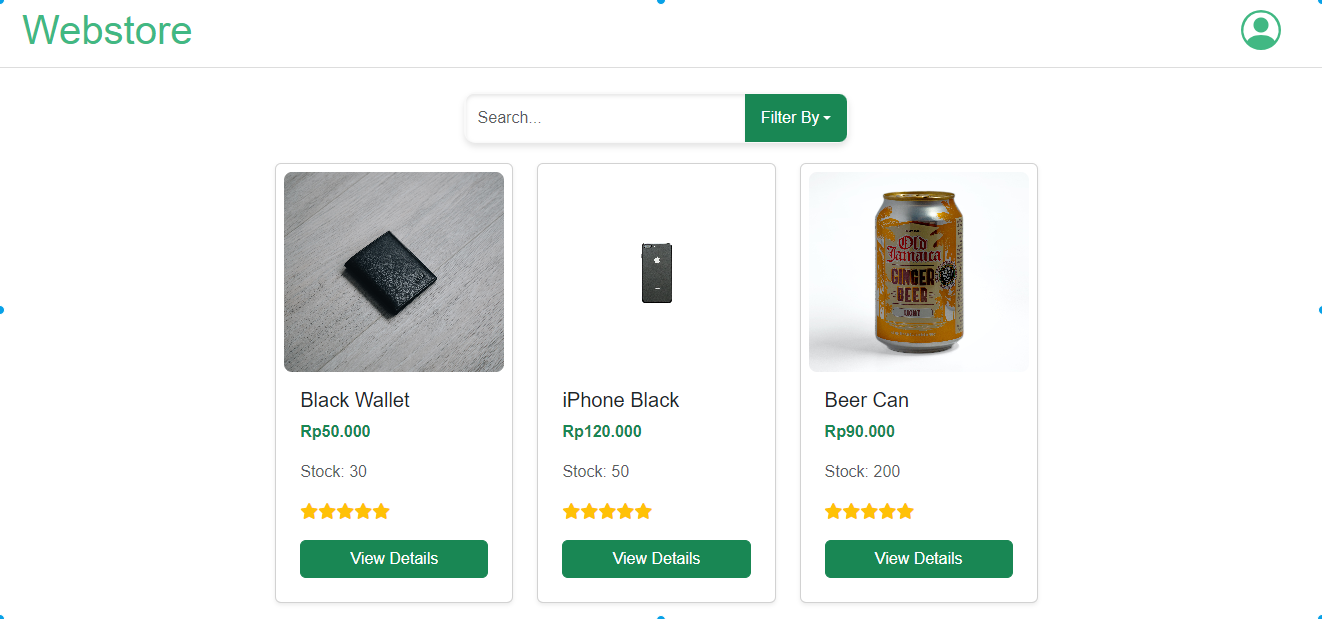 Webstore
Search...
Filter By
Old
Jamaica
GINGER
BEER
Black Wallet
Rp50.000
Stock: 30
View Details
iPhone Black
Rp120.000
Stock: 50
View Details
Beer Can
Rp90.000
Stock: 200
View Details